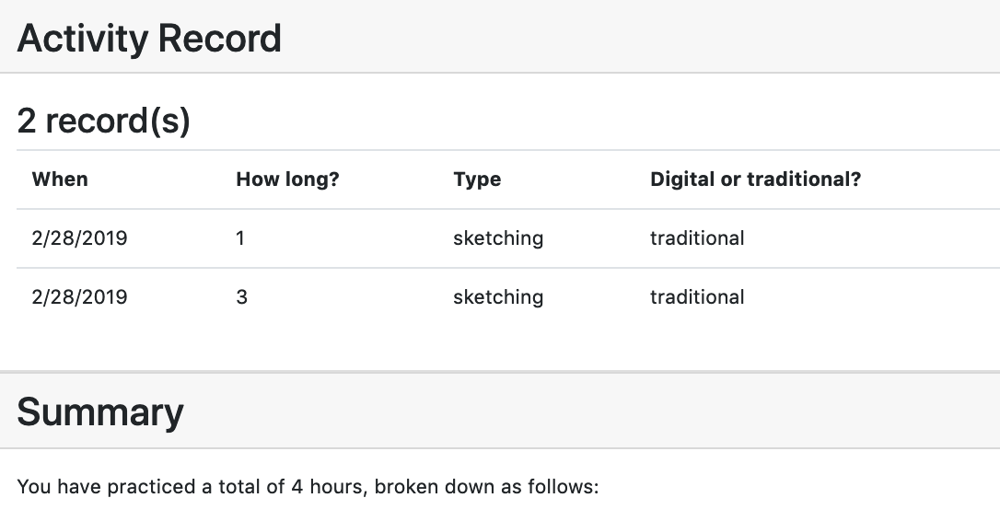 Activity Record
2 record(s)
When How long? Type Digital or traditional?
2/28/2019 1 sketching traditional
2/28/2019 3 sketching traditional
Summary
You have practiced a total of 4 hours, broken down as follows: